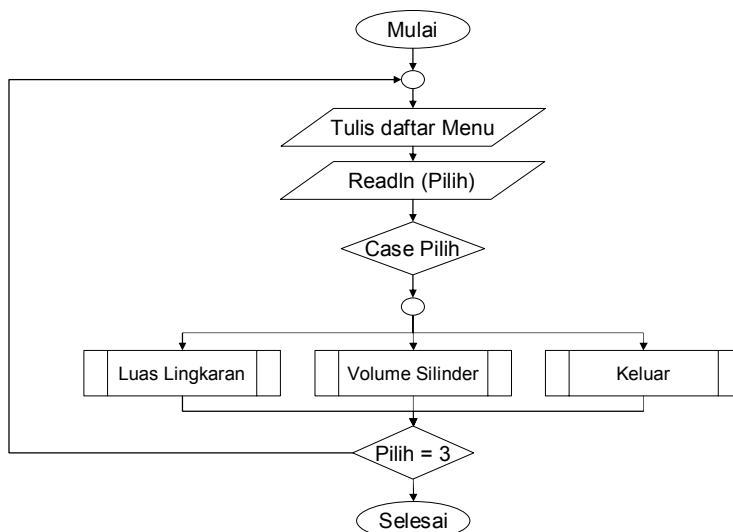 Mulai
Tulis daftar Menu
Readln (Pilih)
Case Pilih
Luas Lingkaran
Volume Silinder
Keluar
Pilih = 3
Selesai